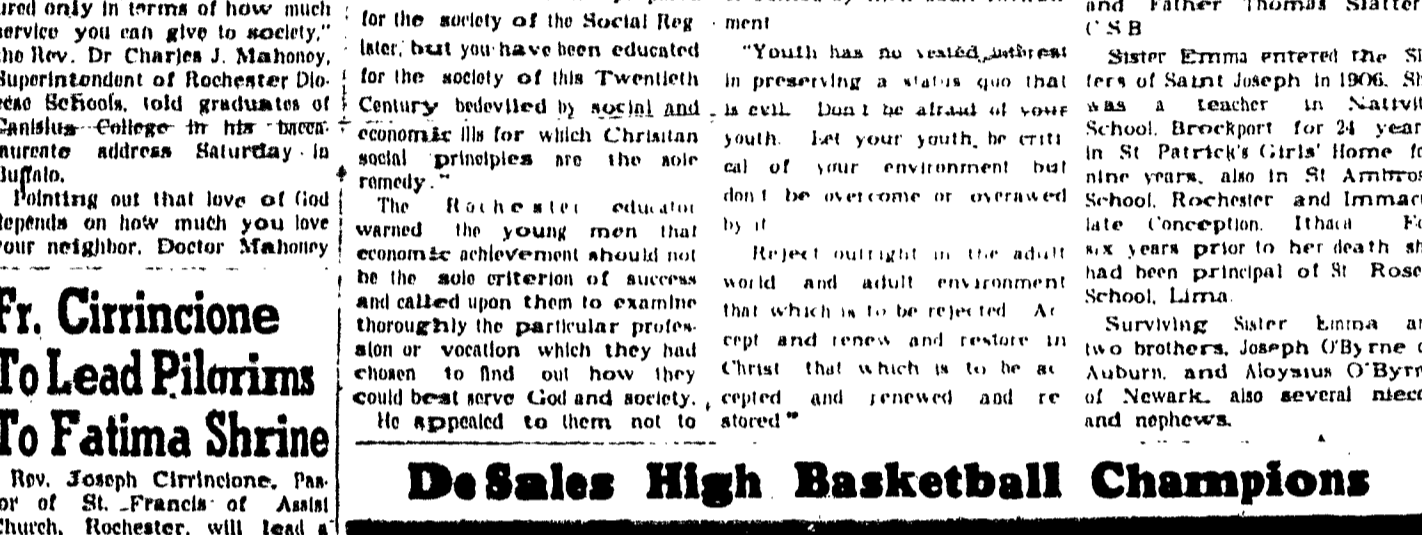 ured only in terms of how much
service you can give to society,"
the Rev. Dr Charles J. Mahoney,
Superintendent of Rochester Dio-
cese Schools, told graduates of
Canisius College in his bacca-
laureate address Saturday in
Buffalo.
Pointing out that love of God
depends on how much you love
your neighbor, Doctor Mahoney
Fr. Cirrincione
To Lead Pilgrims
To Fatima Shrine
Rev. Joseph Cirrincione, Pas-
or of St. Francis of Assisi
Church, Rochester, will lead a
for the society of the Social Reg
ister, but you have been educated
for the society of this Twentieth
Century bedeviled by social and
economic ills for which Chrisitan
social principles are the sole
remedy."
The Rochester educator
warned the young men that
economic achievement should not
be the sole criterion of success
and called upon them to examine
thoroughly the particular profes-
sion or vocation which they had
chosen to find out how they
could best serve God and society.
He appealed to them not to
ment
"Youth has no vested interest
in preserving a status quo that
is evil. Don't be afraid of your
youth. Let your youth be criti
cal of your environment but
don't be overcome or overawed
by it
Reject outright in the adult
world and adult environment
that which is to be rejected Ac
cept and renew and restore in
Christ that which is to be ac
cepted and renewed and re
stored"
and Father Thomas Slatter
CSB
Sister Emma entered the Sis
ters of Saint Joseph in 1906. Sh
was a teacher in Nativit
School, Brockport for 24 year
in St Patrick's Girls' Home fo
nine years, also in St Ambros
School, Rochester and Immac
late Conception, Ithaca Fo
six years prior to her death sh
had been principal of St Rose
School, Lima.
Surviving Sister Emma ar
two brothers, Joseph O'Byrne o
Auburn, and Aloysius O'Byrn
of Newark, also several niec
and nephews.
DeSales High Basketball Champions